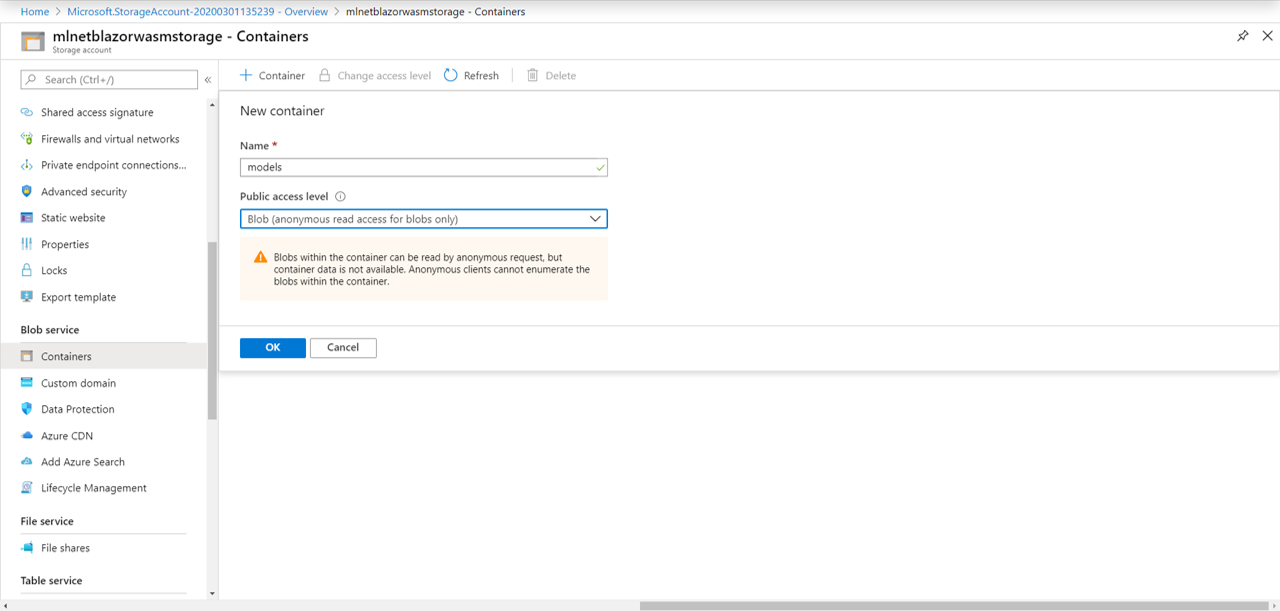 Home > Microsoft.StorageAccount-20200301135239 - Overview > mlnetblazorwasmstorage - Containers
mlnetblazorwasmstorage - Containers
Storage account
Search (Ctrl+/)
«
Shared access signature
Firewalls and virtual networks
Private endpoint connections...
Advanced security
Static website
Properties
Locks
Export template
Blob service
Containers
Custom domain
Data Protection
Azure CDN
Add Azure Search
Lifecycle Management
File service
File shares
Table service
Container Change access level Refresh Delete
New container
Name *
models
Public access level
Blob (anonymous read access for blobs only)
Blobs within the container can be read by anonymous request, but
container data is not available. Anonymous clients cannot enumerate the
blobs within the container.
OK Cancel